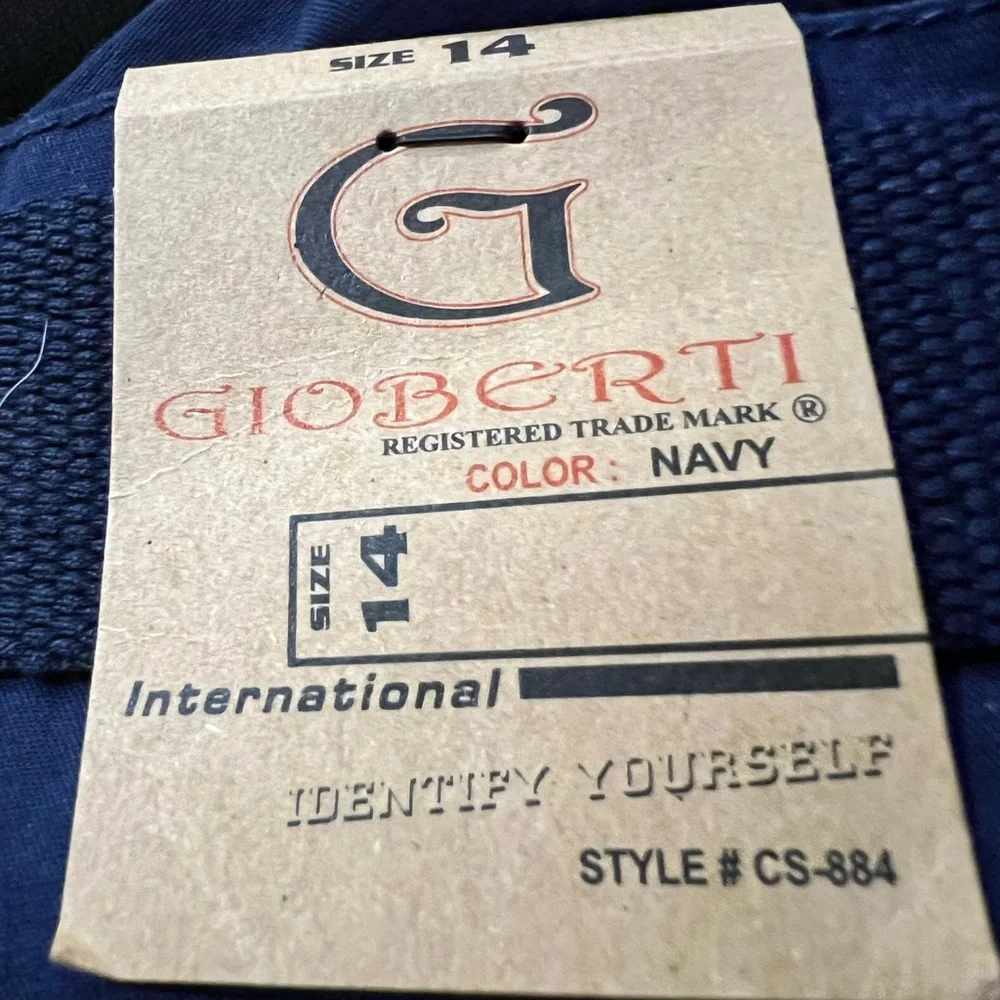 SIZE 14
G
GIOBERTI
REGISTERED TRADE MARK ®
COLOR : NAVY
SIZE 14
International
IDENTIFY YOURSELF
STYLE # CS-884